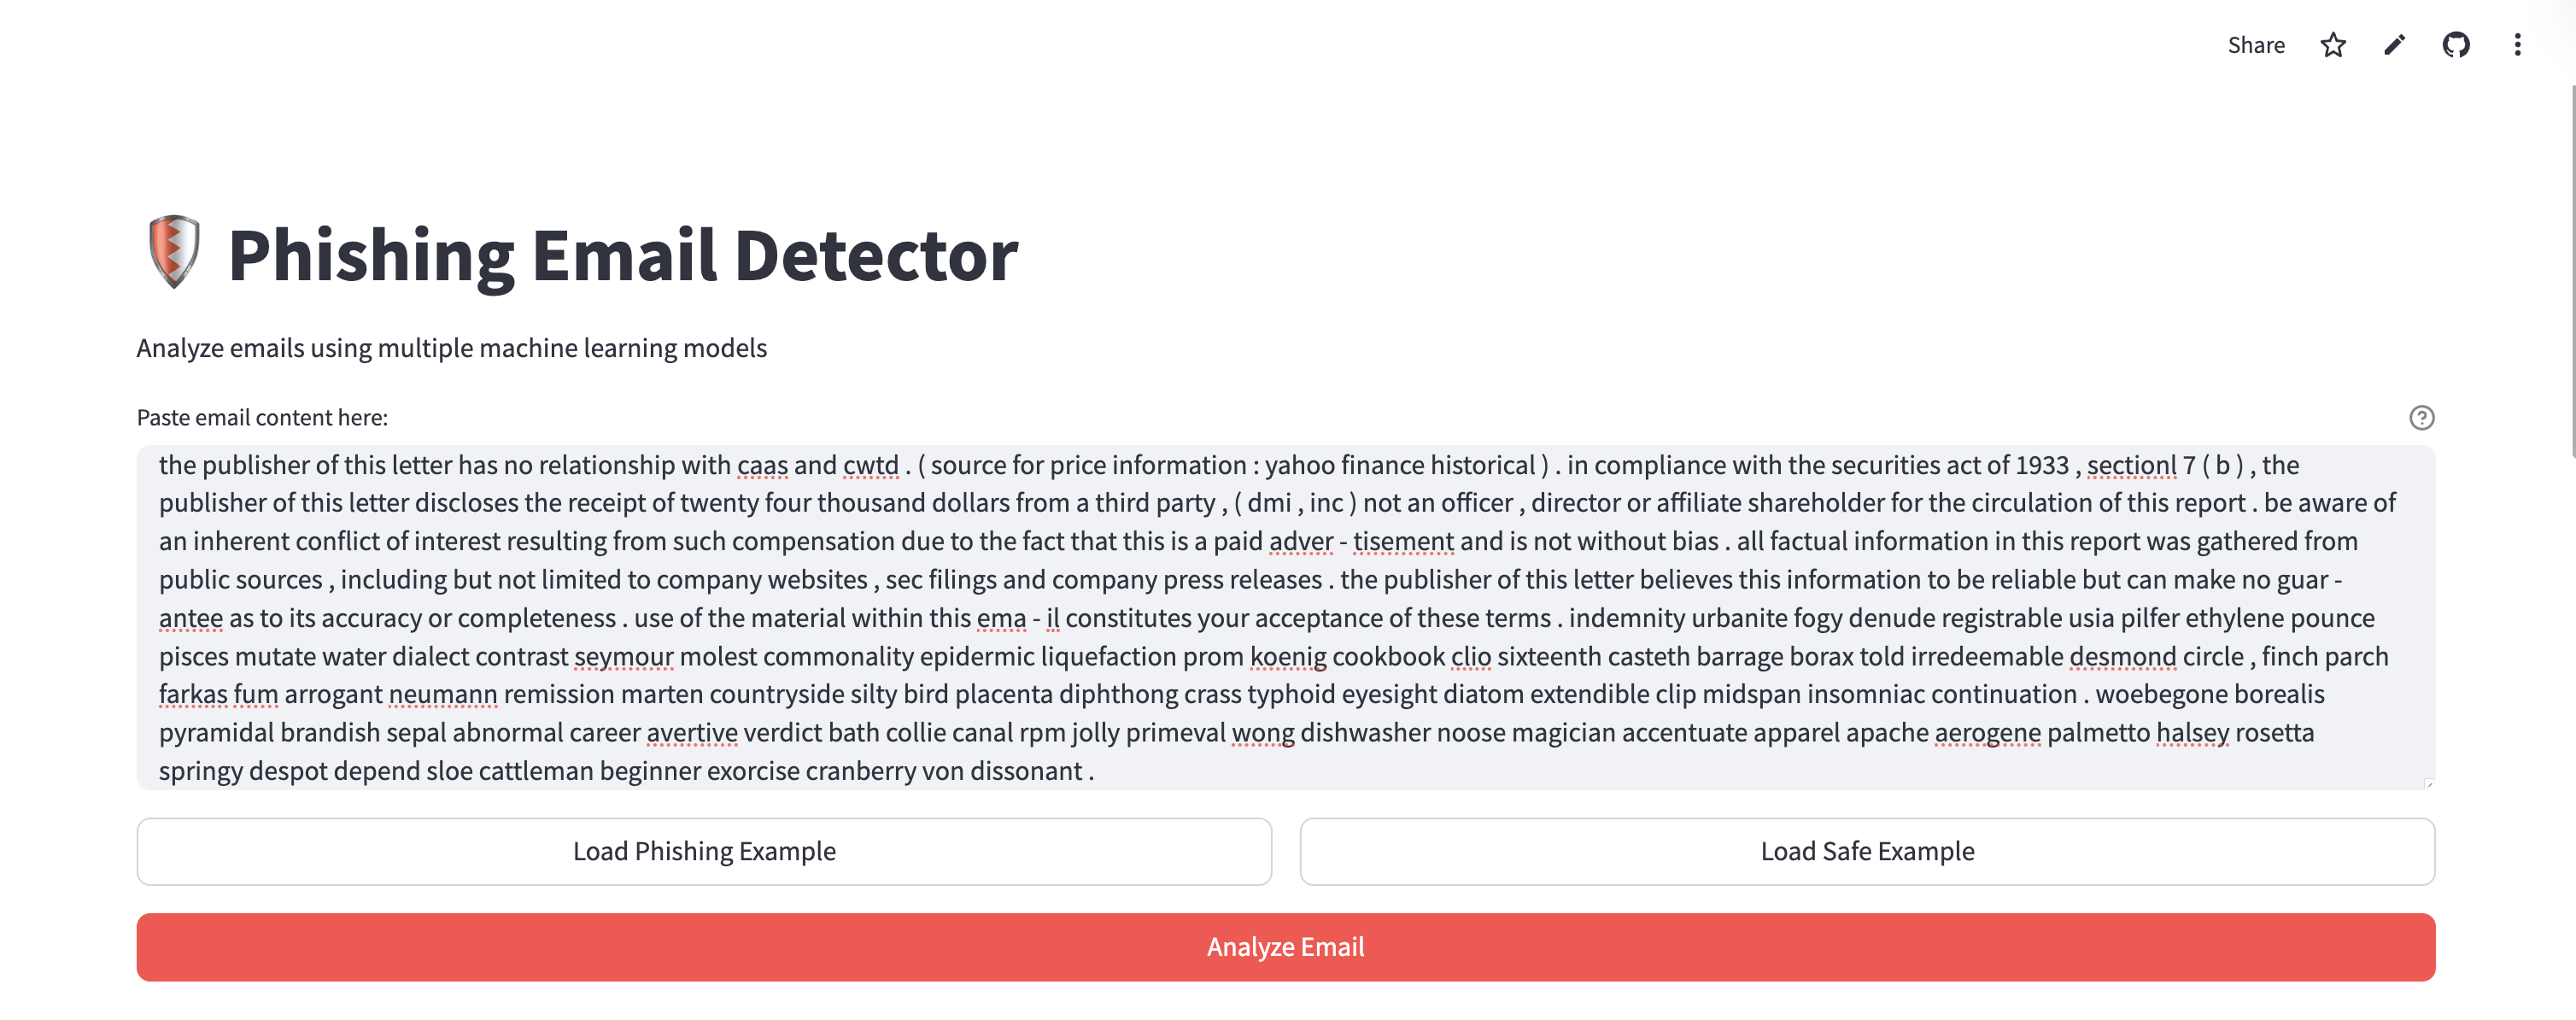 Share
Phishing Email Detector
Analyze emails using multiple machine learning models
Paste email content here:
the publisher of this letter has no relationship with caas and cwtd . ( source for price information : yahoo finance historical ) . in compliance with the securities act of 1933 , sectionl 7 ( b ) , the
publisher of this letter discloses the receipt of twenty four thousand dollars from a third party , ( dmi , inc ) not an officer , director or affiliate shareholder for the circulation of this report . be aware of
an inherent conflict of interest resulting from such compensation due to the fact that this is a paid adver - tisement and is not without bias . all factual information in this report was gathered from
public sources , including but not limited to company websites , sec filings and company press releases . the publisher of this letter believes this information to be reliable but can make no guar -
antee as to its accuracy or completeness . use of the material within this ema - il constitutes your acceptance of these terms . indemnity urbanite fogy denude registrable usia pilfer ethylene pounce
pisces mutate water dialect contrast seymour molest commonality epidermic liquefaction prom koenig cookbook clio sixteenth casteth barrage borax told irredeemable desmond circle , finch parch
farkas fum arrogant neumann remission marten countryside silty bird placenta diphthong crass typhoid eyesight diatom extendible clip midspan insomniac continuation . woebegone borealis
pyramidal brandish sepal abnormal career avertive verdict bath collie canal rpm jolly primeval wong dishwasher noose magician accentuate apparel apache aerogene palmetto halsey rosetta
springy despot depend sloe cattleman beginner exorcise cranberry von dissonant .
Load Phishing Example
Load Safe Example
Analyze Email